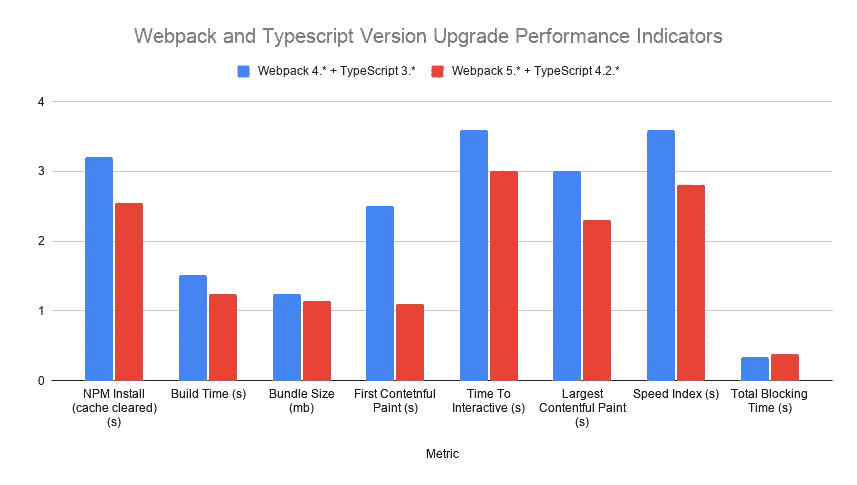 Webpack and Typescript Version Upgrade Performance Indicators
Webpack 4.* + TypeScript 3.* Webpack 5.* + TypeScript 4.2.*
4
3
2
1
0
NPM Install
(cache cleared)
(s)
Build Time (s)
Bundle Size
(mb)
First Contetnful
Paint (s)
Time To
Interactive (s)
Largest
Contentful Paint
(s)
Speed Index (s)
Total Blocking
Time (s)
Metric